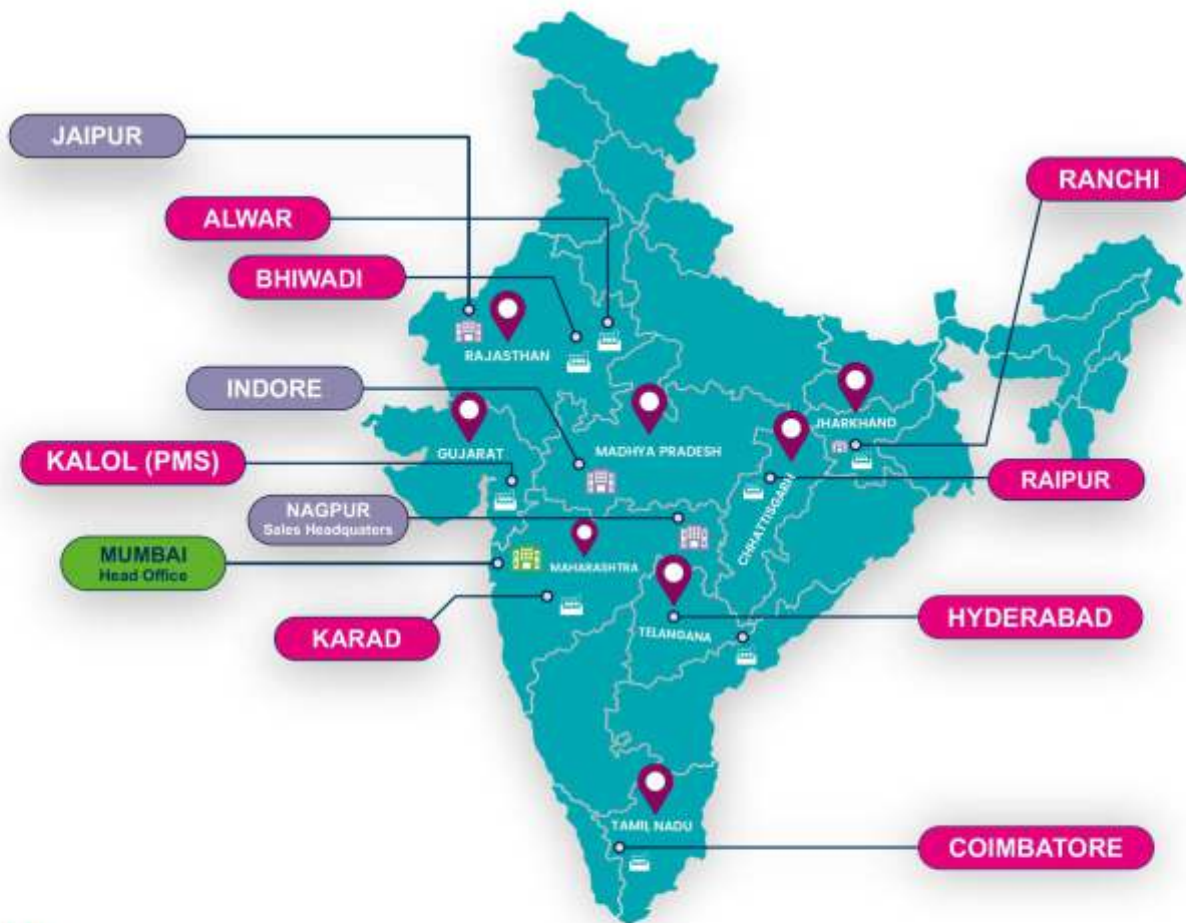 JAIPUR
RANCHI
ALWAR
BHIWADI
RAJASTHAN
INDORE
JHARKHAND
GUJARAT
MADHYA PRADESH
KALOL (PMS)
RAIPUR
CHHATTISGARH
NAGPUR
Sales Headquaters
MUMBAI
Head Office
MAHARASHTRA
HYDERABAD
KARAD
TELANGANA
TAMIL NADU
COIMBATORE